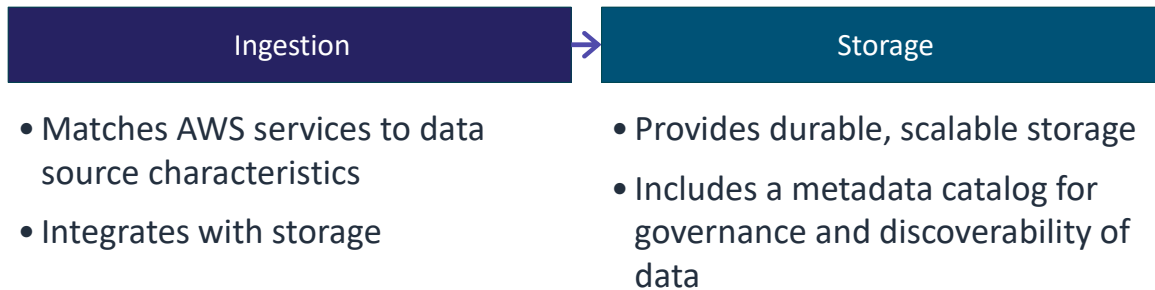 Ingestion
Storage
• Matches AWS services to data
source characteristics
• Integrates with storage
• Provides durable, scalable storage
• Includes a metadata catalog for
governance and discoverability of
data